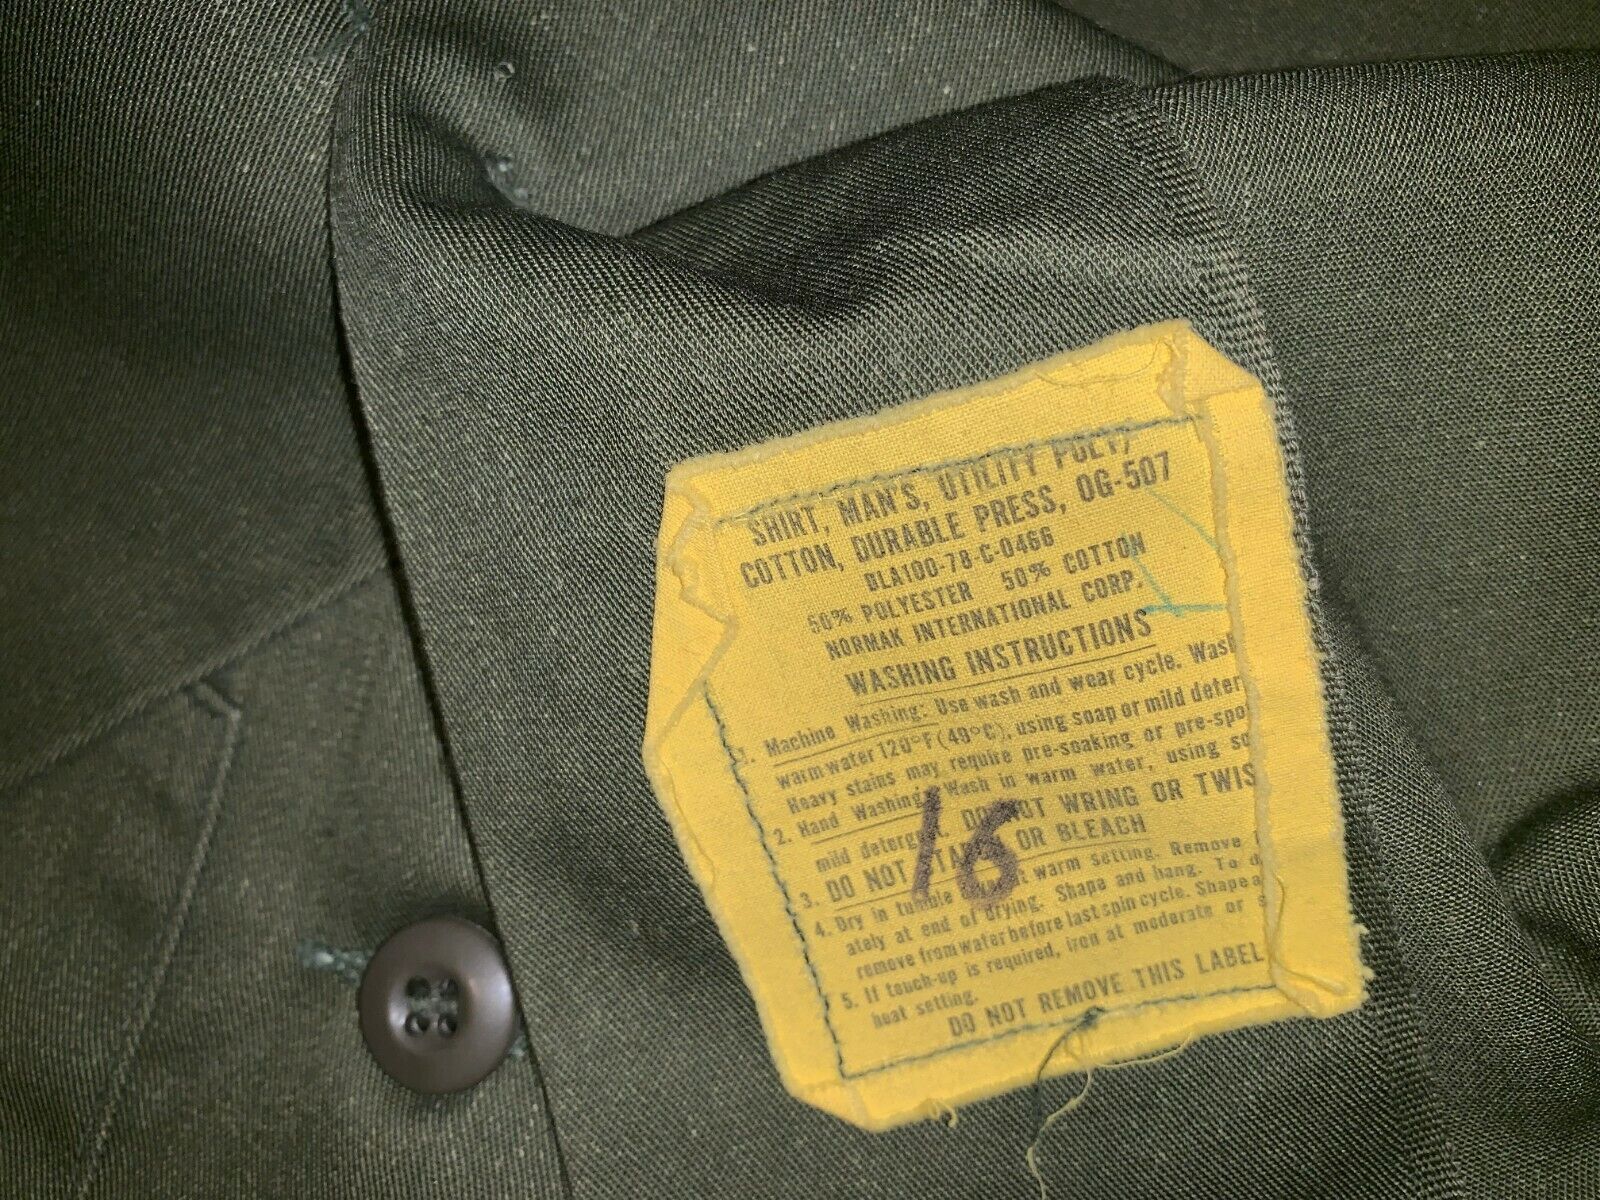 SHIRT, MAN'S, UTILITY POLY/
COTTON, DURABLE PRESS, OG-507
DLA100-78-C-0466
50% POLYESTER 50% COTTON
NORMAK INTERNATIONAL CORP.
WASHING INSTRUCTIONS
1. Machine Washing: Use wash and wear cycle. Wash
warm water 120°F (49°C), using soap or mild deter
Heavy stains may require pre-soaking or pre-spo
2. Hand Washing: Wash in warm water, using so
mild detergent. DO NOT WRING OR TWIS
3. DO NOT STARCH OR BLEACH
4. Dry in tumble at warm setting. Remove
ately at end of drying. Shape and hang. To d
remove from water before last spin cycle. Shape a
5. If touch-up is required, iron at moderate or s
heat setting.
DO NOT REMOVE THIS LABEL
16